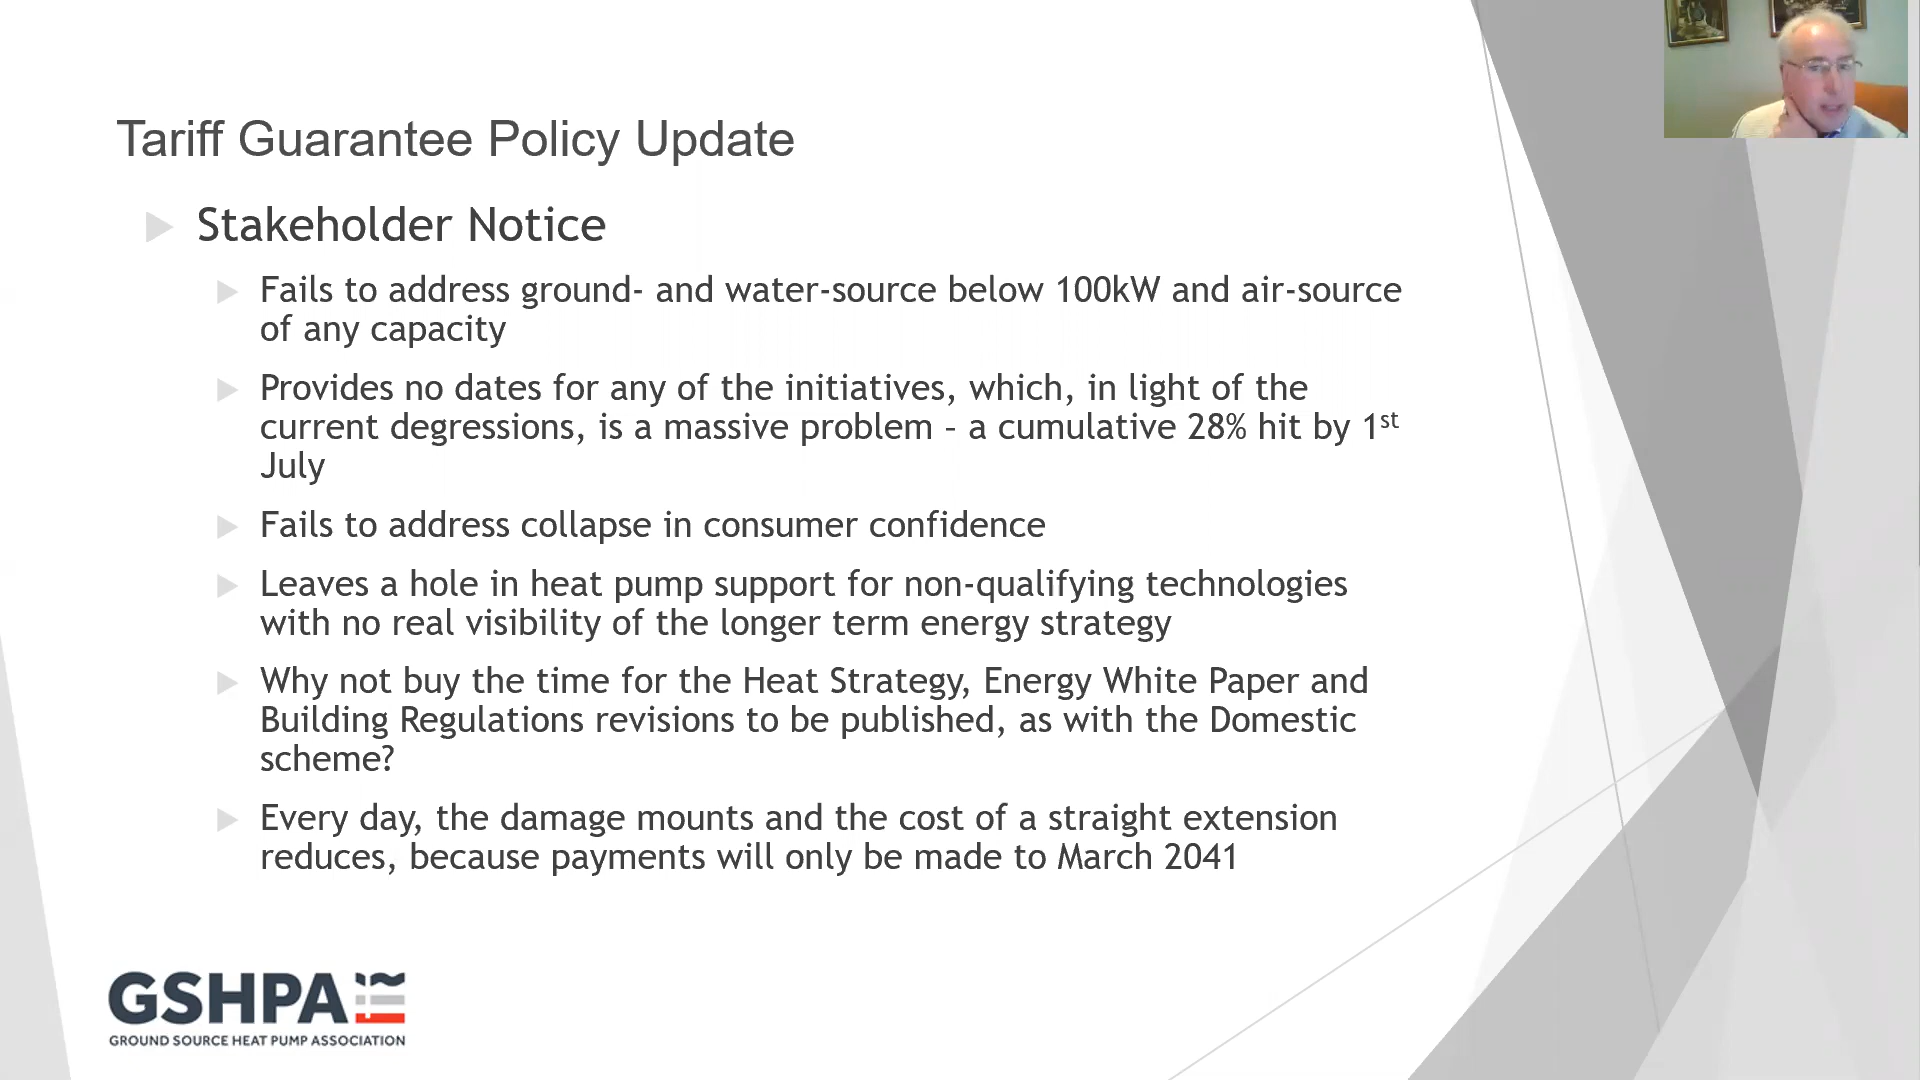 Tariff Guarantee Policy Update
Stakeholder Notice
Fails to address ground- and water-source below 100kW and air-source
of any capacity
Provides no dates for any of the initiatives, which, in light of the
current degressions, is a massive problem – a cumulative 28% hit by 1st
July
Fails to address collapse in consumer confidence
Leaves a hole in heat pump support for non-qualifying technologies
with no real visibility of the longer term energy strategy
Why not buy the time for the Heat Strategy, Energy White Paper and
Building Regulations revisions to be published, as with the Domestic
scheme?
Every day, the damage mounts and the cost of a straight extension
reduces, because payments will only be made to March 2041
GSHPA
GROUND SOURCE HEAT PUMP ASSOCIATION